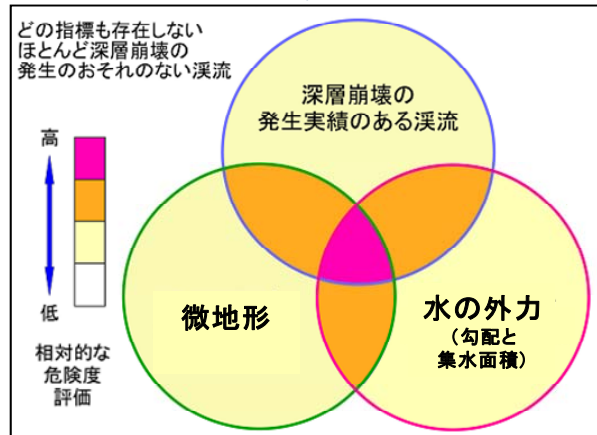 どの指標も存在しない
ほとんど深層崩壊の
発生のおそれのない渓流
深層崩壊の
発生実績のある渓流
高
低
相対的な
危険度
評価
微地形
水の外力
(勾配と
集水面積)